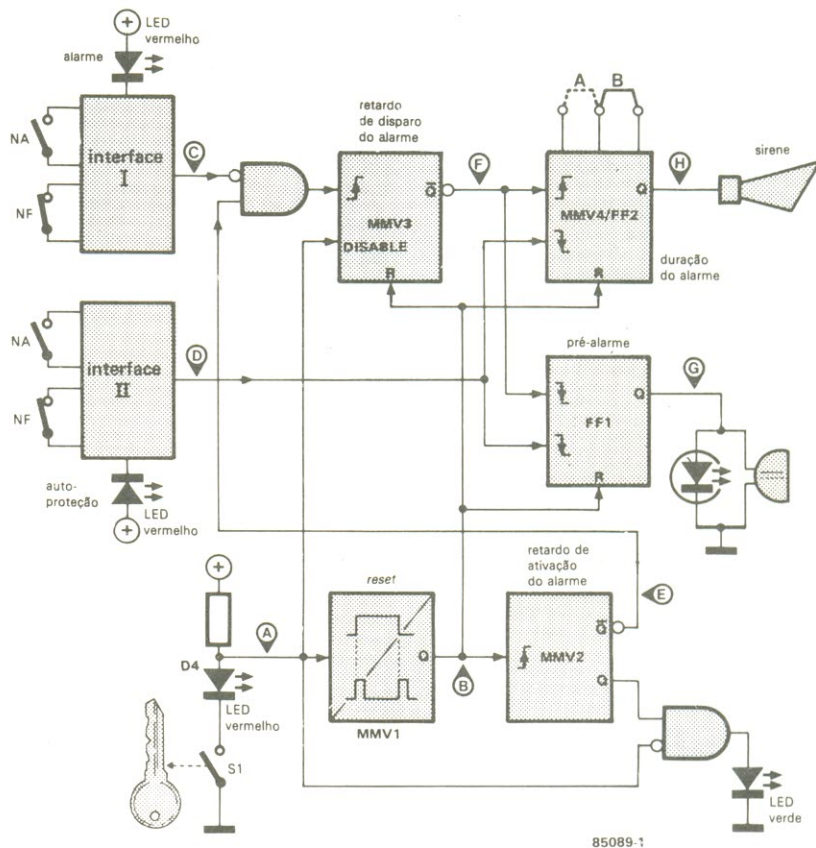 LED
vermelho
alarme
NA
NF
interface
I
C
retardo
de disparo
do alarme
Q
MMV3
DISABLE
R
F
A
B
Q
MMV4/FF2
R
H
sirene
duração
do alarme
NA
NF
interface
II
D
auto-
proteção
LED
vermelho
pré-alarme
Q
FF1
R
G
A
D4
LED
vermelho
S1
reset
Q
MMV1
B
retardo de
ativação
do alarme
Q
MMV2
Q
E
LED
verde
85089-1